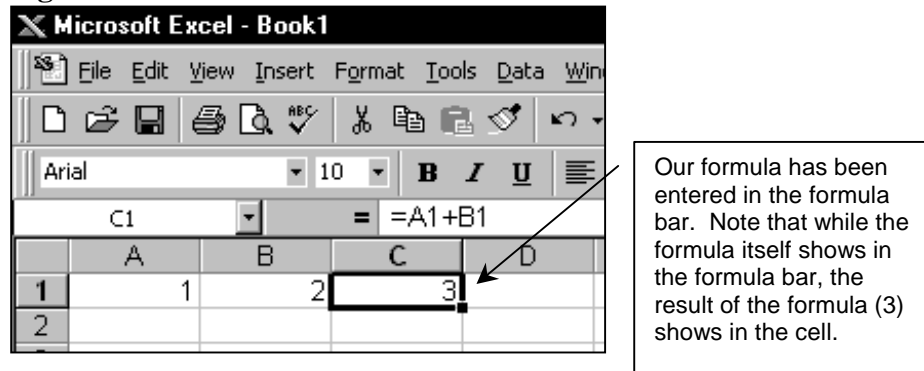 Microsoft Excel - Book1
File Edit View Insert Format Tools Data
ABC
Arial 10 B I U
C1 = =A1+B1
A B C D
1 1 2 3
2
Our formula has been
entered in the formula
bar. Note that while the
formula itself shows in
the formula bar, the
result of the formula (3)
shows in the cell.